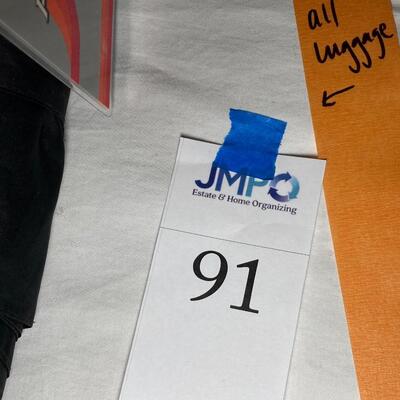 all
luggage
←
JMPO
Estate & Home Organizing
91